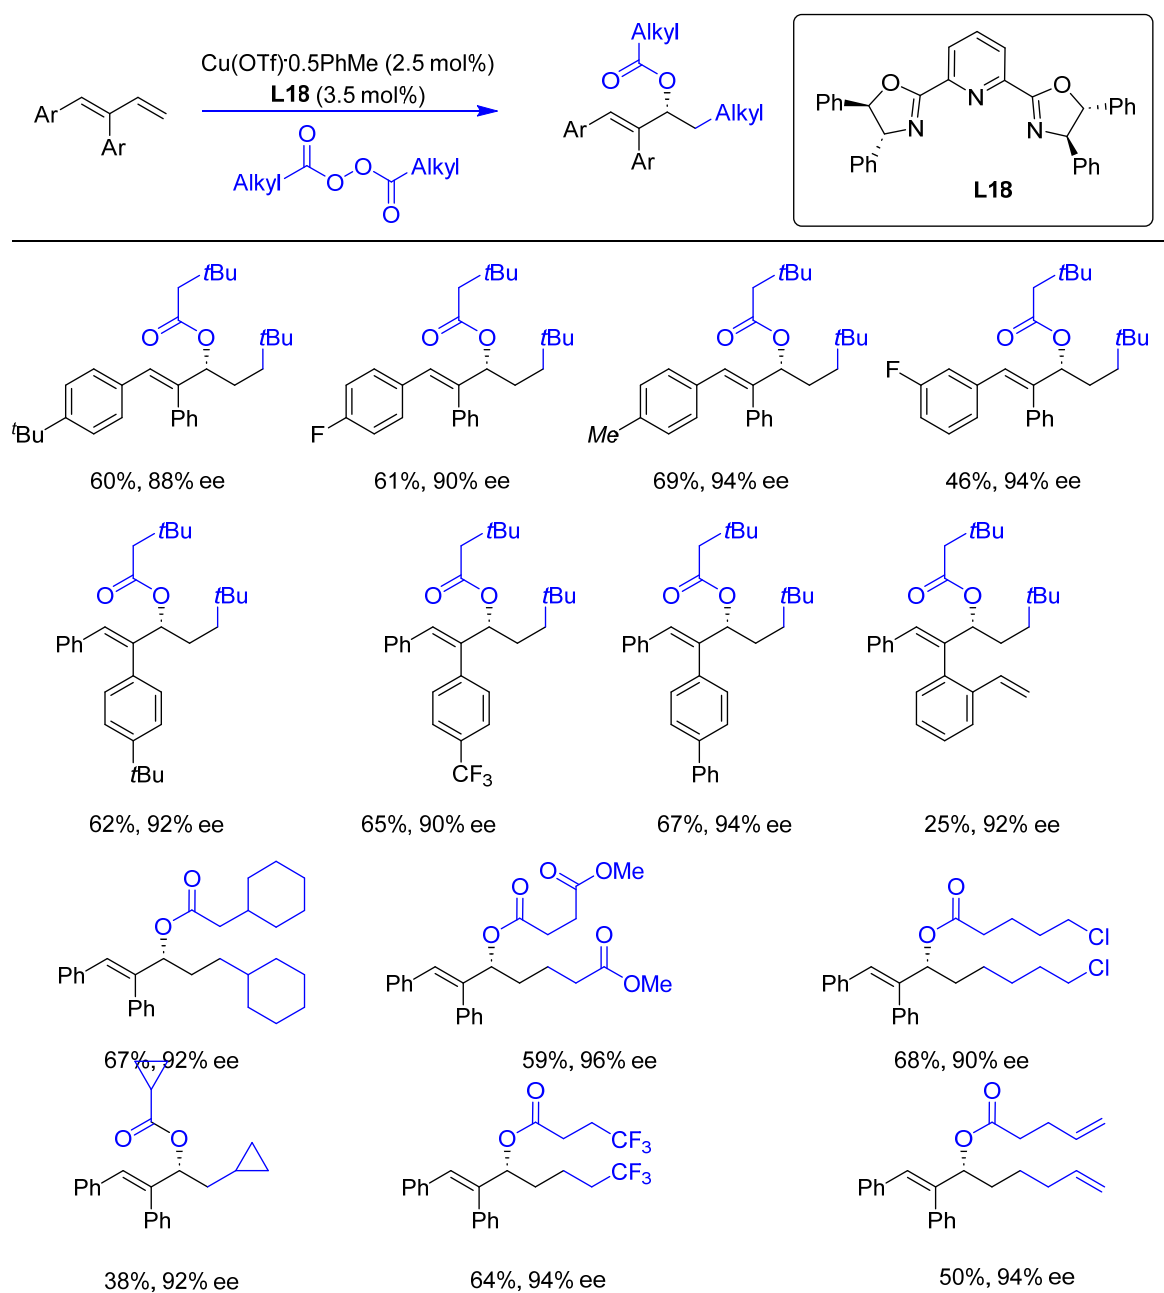 Alkyl
O
O
Cu(OTf)·0.5PhMe (2.5 mol%)
L18 (3.5 mol%)
Ar
Ar
Alkyl
Ar
Ar
O
Alkyl
O
O
Alkyl
O
O
O
N
Ph
Ph
N
N
Ph
Ph
L18
tBu
tBu
tBu
tBu
O
O
tBu
O
O
tBu
O
O
tBu
O
O
tBu
F
tBu
Ph
F
Ph
Me
Ph
Ph
60%, 88% ee
61%, 90% ee
69%, 94% ee
46%, 94% ee
tBu
tBu
tBu
tBu
O
O
tBu
O
O
tBu
O
O
tBu
O
O
tBu
Ph
Ph
Ph
Ph
tBu
CF3
Ph
62%, 92% ee
65%, 90% ee
67%, 94% ee
25%, 92% ee
O
O
Ph
Ph
O
OMe
O
O
O
OMe
Ph
Ph
O
O
Cl
Cl
Ph
Ph
67%, 92% ee
59%, 96% ee
68%, 90% ee
O
O
Ph
Ph
O
O
CF3
CF3
Ph
Ph
O
O
Ph
Ph
38%, 92% ee
64%, 94% ee
50%, 94% ee